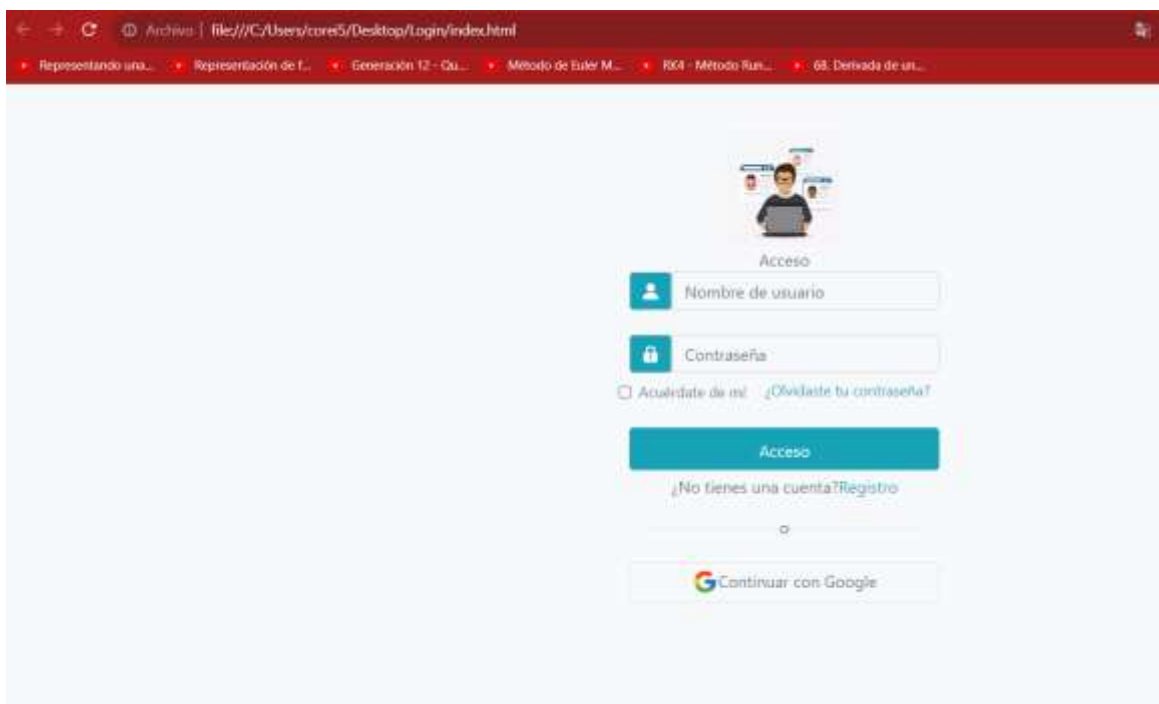 Archivo | file:///C:/Users/corei5/Desktop/Login/index.html
Representando una... Representación de f... Generación 12 - Qu... Método de Euler M... RK4 - Método Run... 68. Derivada de un...
Acceso
Nombre de usuario
Contraseña
Acuérdate de mí ¿Olvidaste tu contraseña?
Acceso
¿No tienes una cuenta?Registro
o
Continuar con Google